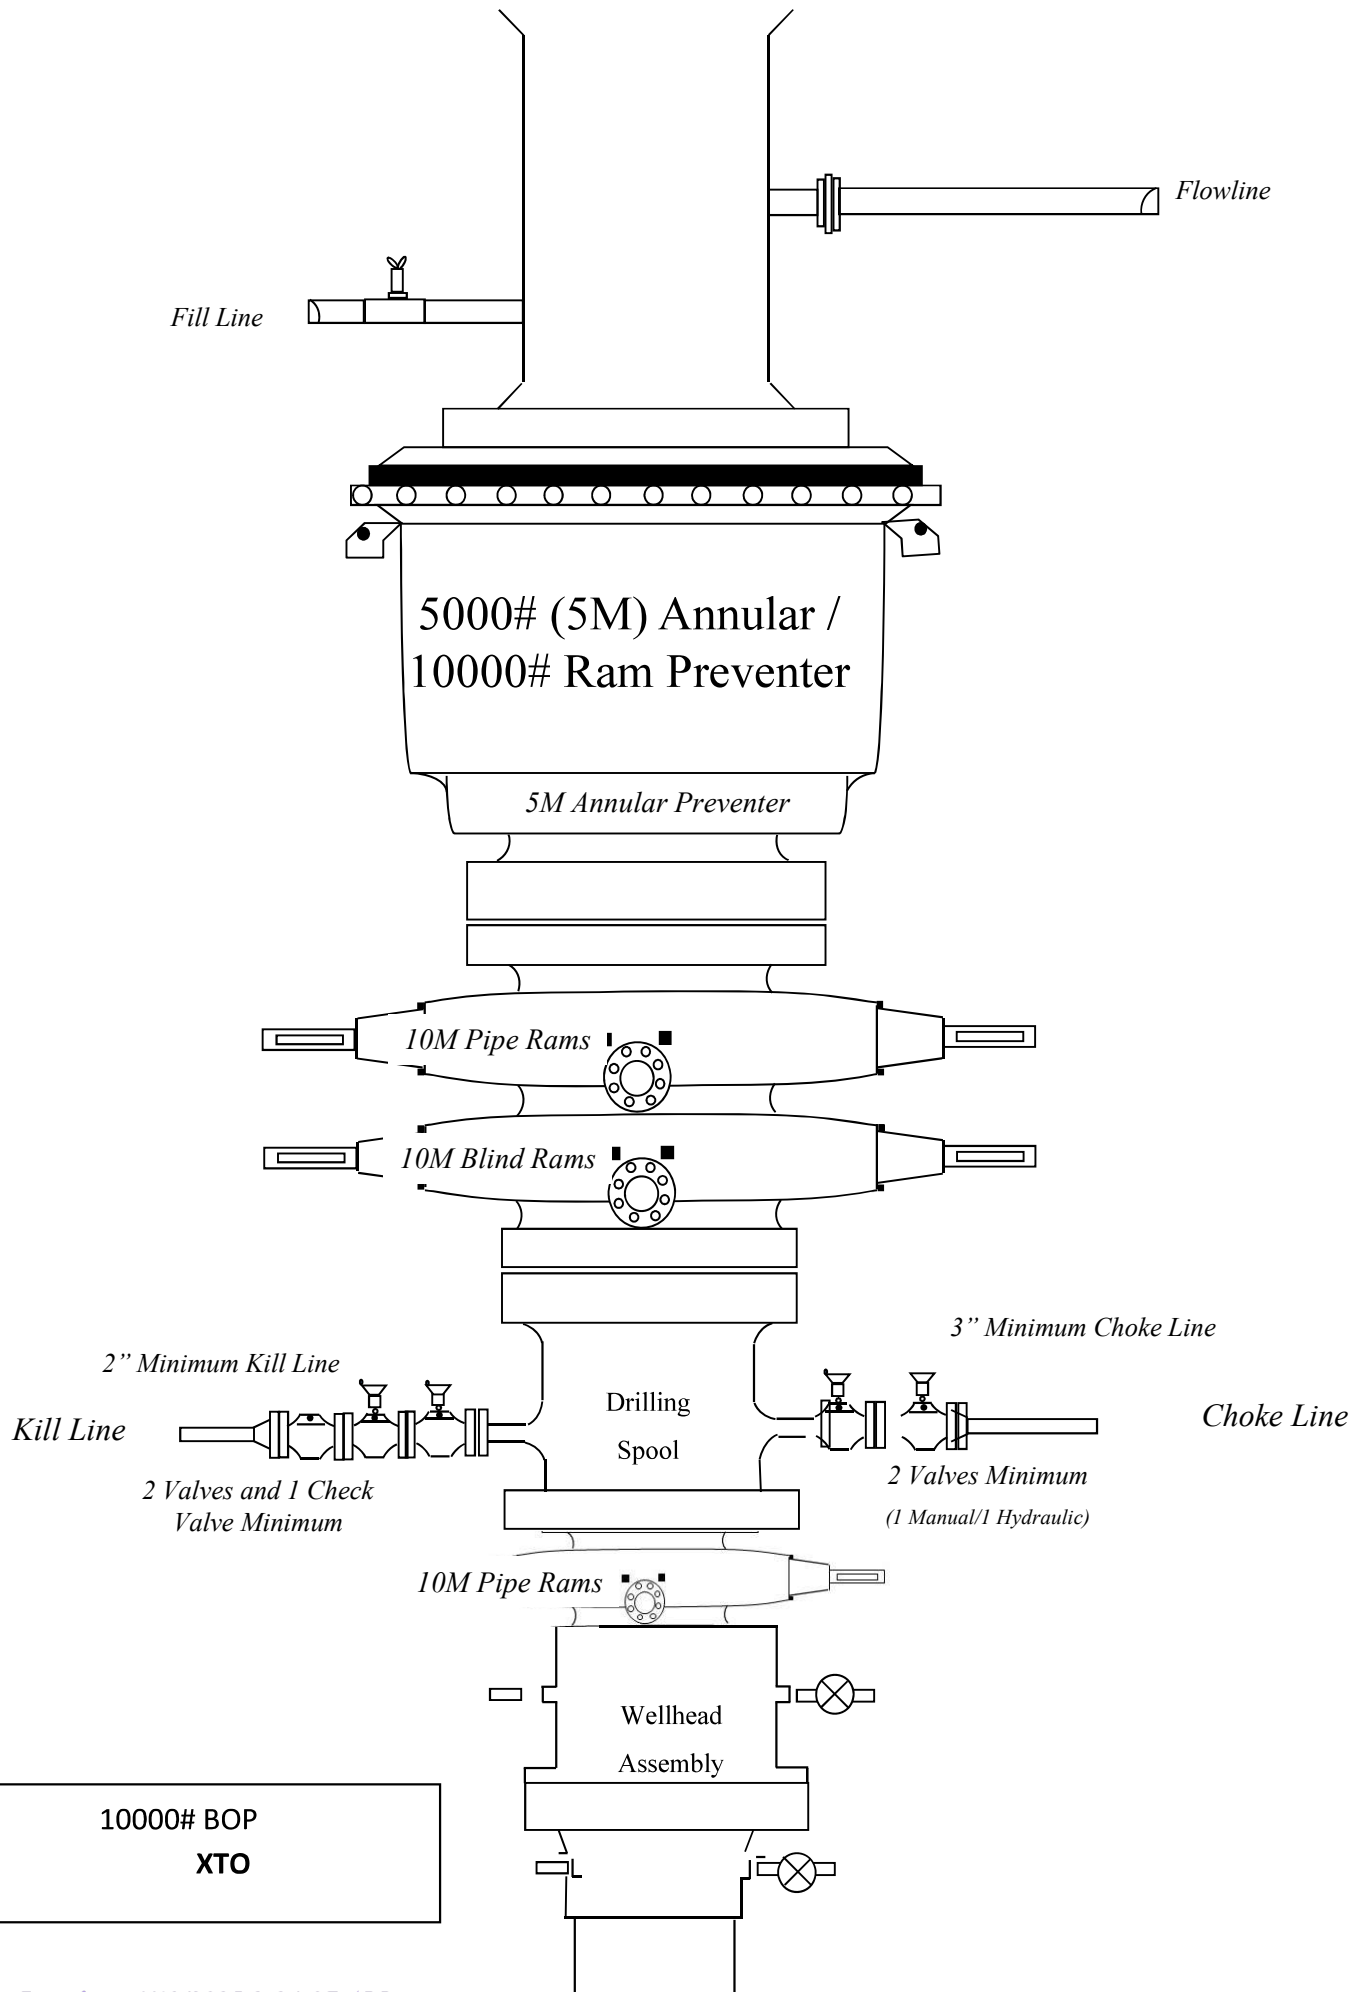 Flowline
Fill Line
5000# (5M) Annular /
10000# Ram Preventer
5M Annular Preventer
10M Pipe Rams
10M Blind Rams
3” Minimum Choke Line
2” Minimum Kill Line
Drilling
Spool
Kill Line
Choke Line
2 Valves and 1 Check
Valve Minimum
2 Valves Minimum
(1 Manual/1 Hydraulic)
10M Pipe Rams
Wellhead
Assembly
10000# BOP
XTO